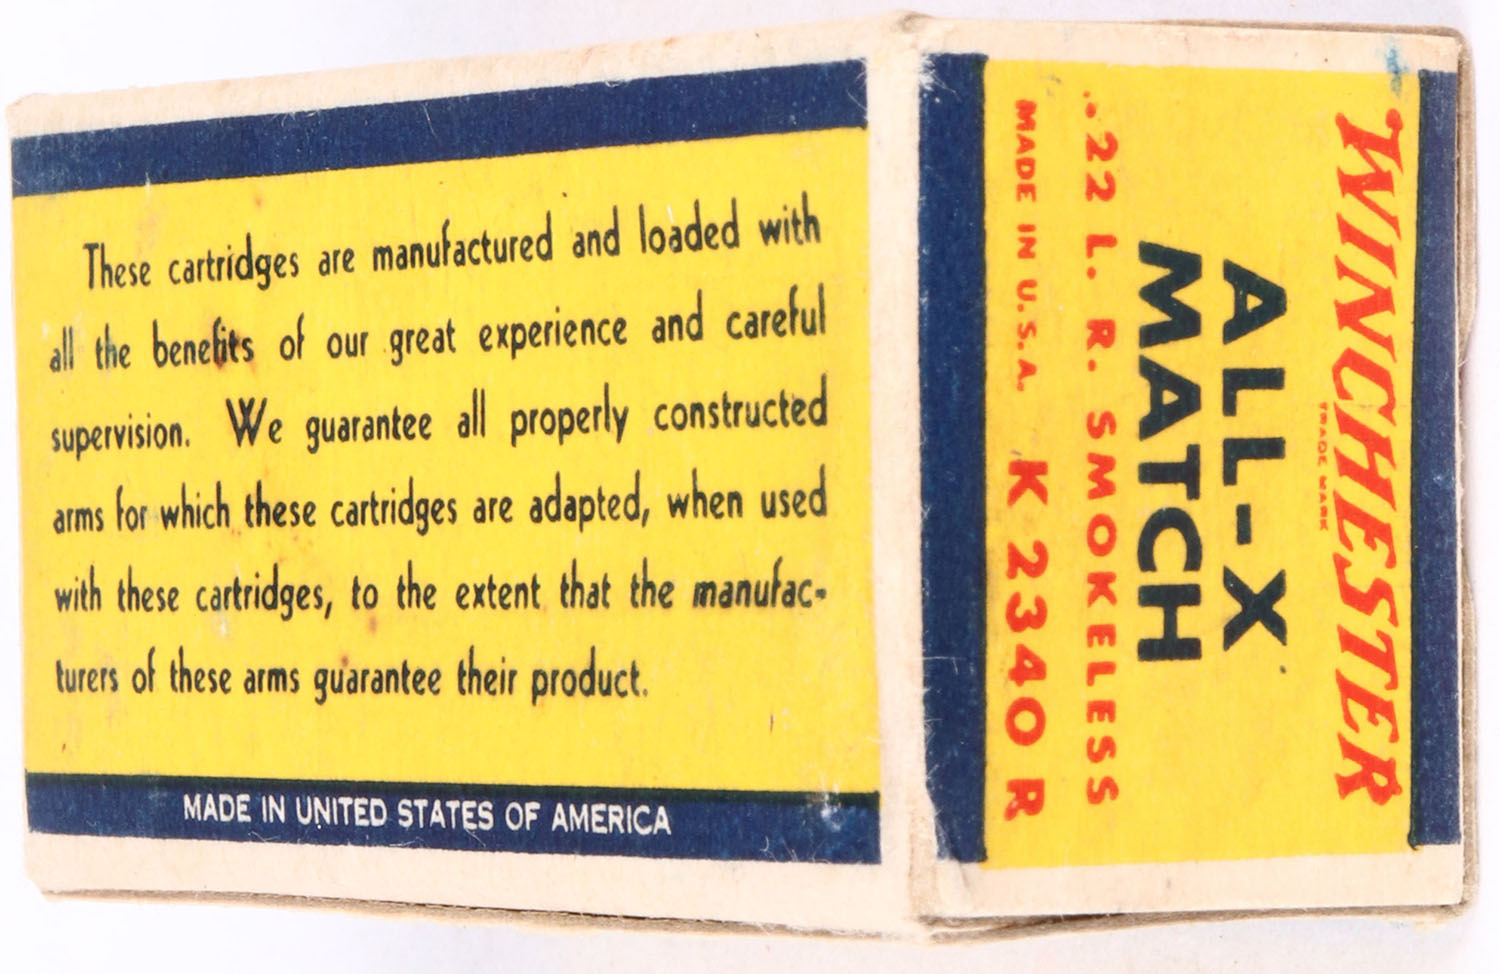 These cartridges are manufactured and loaded with
all the benefits of our great experience and careful
supervision. We guarantee all properly constructed
arms for which these cartridges are adapted, when used
with these cartridges, to the extent that the manufac-
turers of these arms guarantee their product.
MADE IN UNITED STATES OF AMERICA
WINCHESTER
TRADE MARK
ALL-X
MATCH
.22 L. R. SMOKELESS
MADE IN U.S.A. K 2340 R